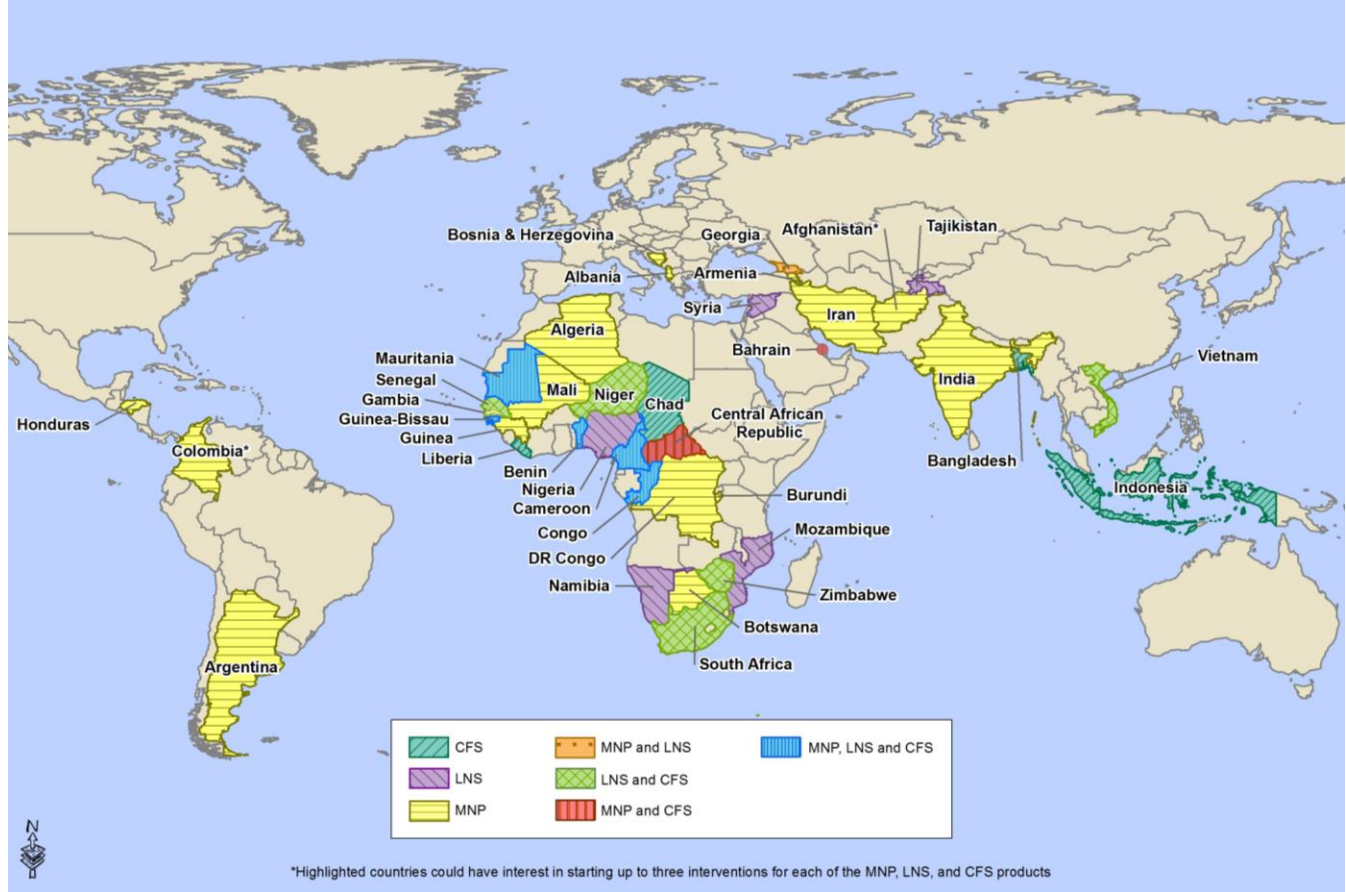 Bosnia & Herzegovina
Georgia
Afghanistan*
Tajikistan
Albania
Armenia
Syria
Iran
Algeria
Mauritania
Bahrain
Vietnam
Senegal
Mali
Niger
India
Gambia
Chad
Central African
Republic
Honduras
Guinea-Bissau
Guinea
Colombia*
Liberia
Bangladesh
Benin
Indonesia
Nigeria
Burundi
Cameroon
Congo
Mozambique
DR Congo
Namibia
Zimbabwe
Botswana
Argentina
South Africa
CFS
MNP and LNS
MNP, LNS and CFS
LNS
LNS and CFS
MNP
MNP and CFS
N
*Highlighted countries could have interest in starting up to three interventions for each of the MNP, LNS, and CFS products